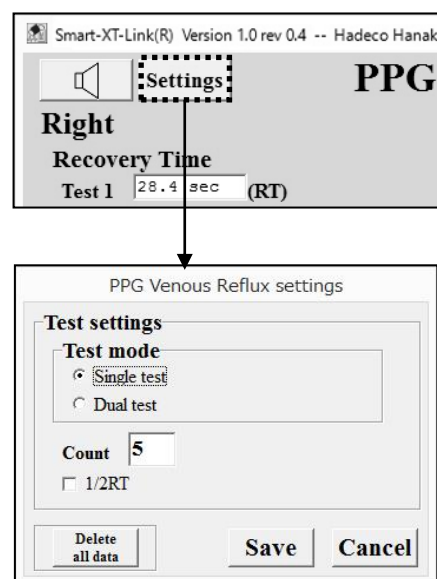 Smart-XT-Link(R) Version 1.0 rev 0.4 -- Hadeco Hanak
Settings PPG
Right
Recovery Time
Test 1 28.4 sec (RT)
PPG Venous Reflux settings
Test settings
Test mode
Single test
Dual test
Count 5
1/2RT
Delete
all data
Save Cancel